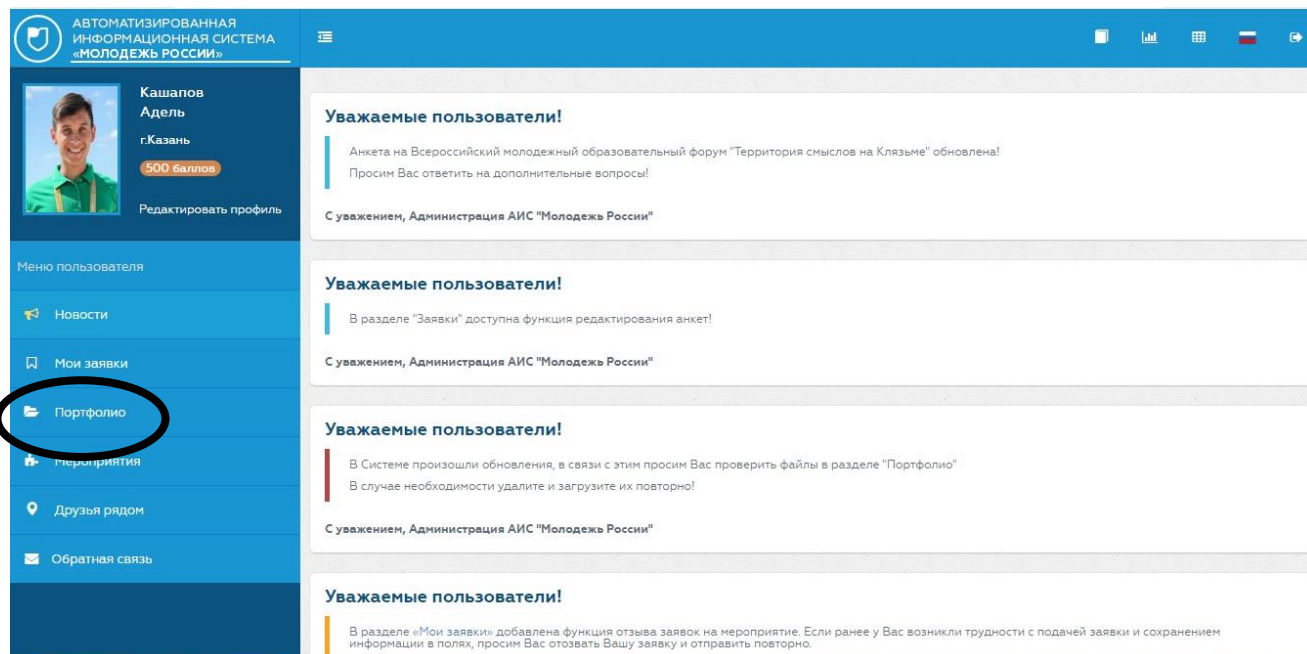 АВТОМАТИЗИРОВАННАЯ
ИНФОРМАЦИОННАЯ СИСТЕМА
«МОЛОДЕЖЬ РОССИИ»
Кашапов
Адель
г.Казань
500 баллов
Редактировать профиль
Меню пользователя
Новости
Мои заявки
Портфолио
Мероприятия
Друзья рядом
Обратная связь
Уважаемые пользователи!
Анкета на Всероссийский молодежный образовательный форум "Территория смыслов на Клязьме" обновлена!
Просим Вас ответить на дополнительные вопросы!
С уважением, Администрация АИС "Молодежь России"
Уважаемые пользователи!
В разделе "Заявки" доступна функция редактирования анкет!
С уважением, Администрация АИС "Молодежь России"
Уважаемые пользователи!
В Системе произошли обновления, в связи с этим просим Вас проверить файлы в разделе "Портфолио"
В случае необходимости удалите и загрузите их повторно!
С уважением, Администрация АИС "Молодежь России"
Уважаемые пользователи!
В разделе «Мои заявки» добавлена функция отзыва заявок на мероприятие. Если ранее у Вас возникли трудности с подачей заявки и сохранением
информации в полях, просим Вас отозвать Вашу заявку и отправить повторно.